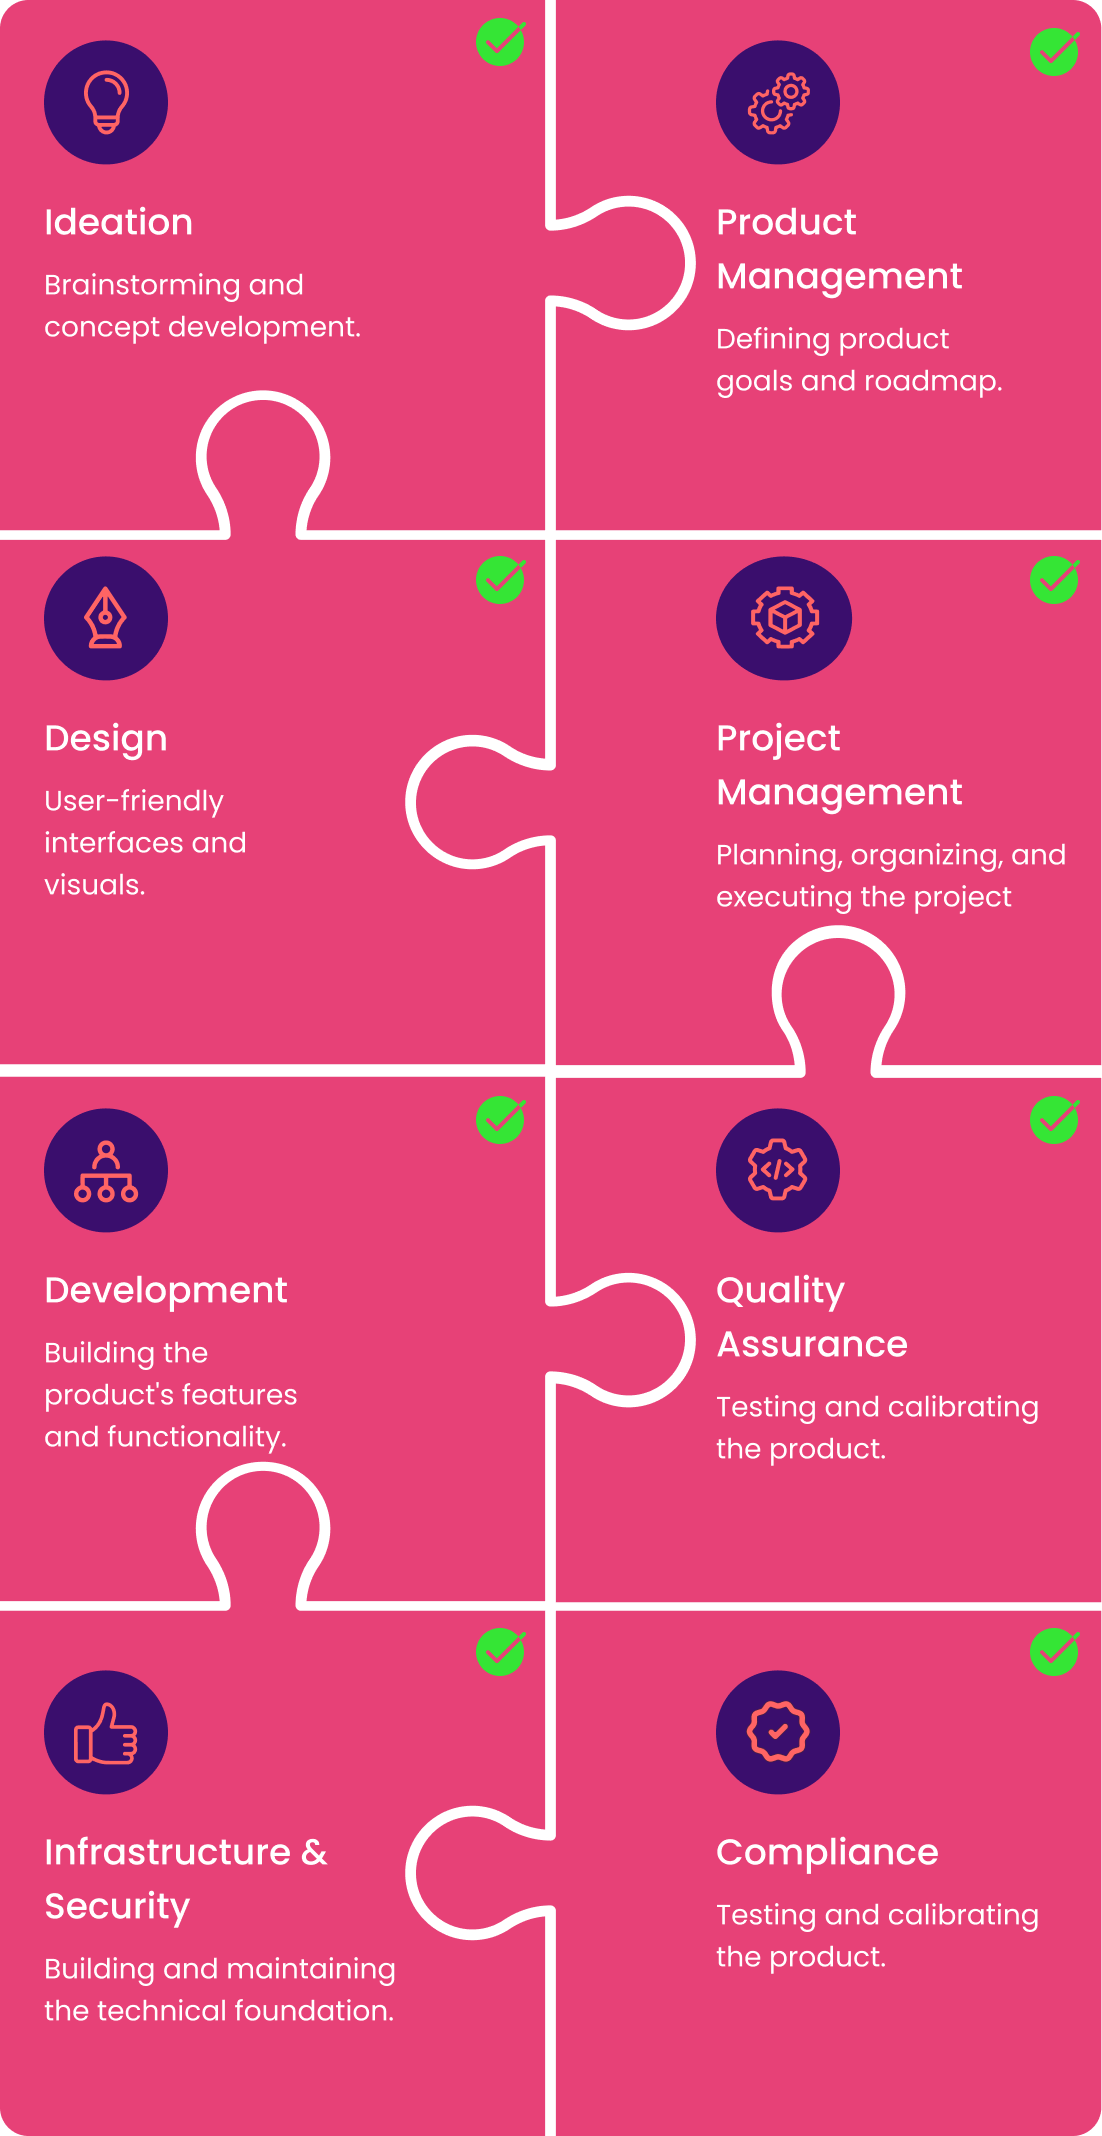 Ideation
Brainstorming and
concept development.
Product
Management
Defining product
goals and roadmap.
Design
User-friendly
interfaces and
visuals.
Project
Management
Planning, organizing, and
executing the project
Development
Building the
product's features
and functionality.
Quality
Assurance
Testing and calibrating
the product.
Infrastructure &
Security
Building and maintaining
the technical foundation.
Compliance
Testing and calibrating
the product.